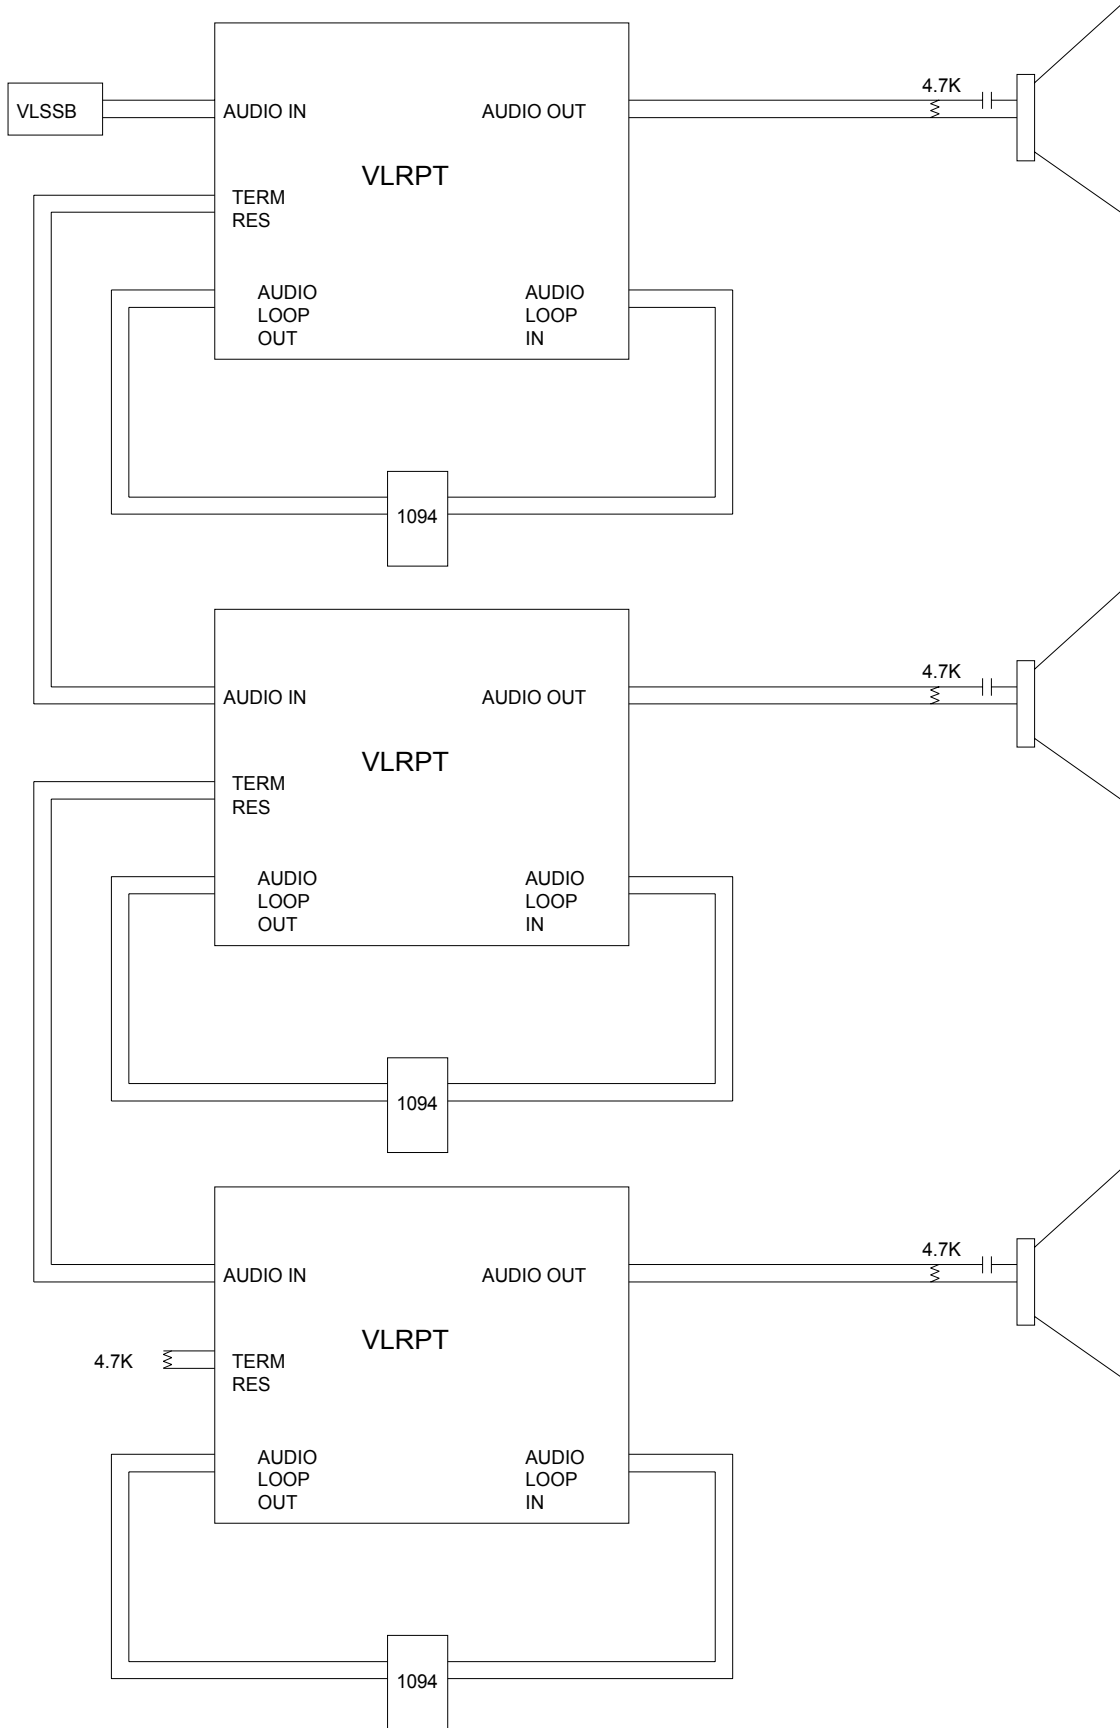 4.7K
VLSSB
AUDIO IN
AUDIO OUT
VLRPT
TERM
RES
AUDIO
LOOP
OUT
AUDIO
LOOP
IN
1094
4.7K
AUDIO IN
AUDIO OUT
VLRPT
TERM
RES
AUDIO
LOOP
OUT
AUDIO
LOOP
IN
1094
4.7K
AUDIO IN
AUDIO OUT
VLRPT
4.7K
TERM
RES
AUDIO
LOOP
OUT
AUDIO
LOOP
IN
1094